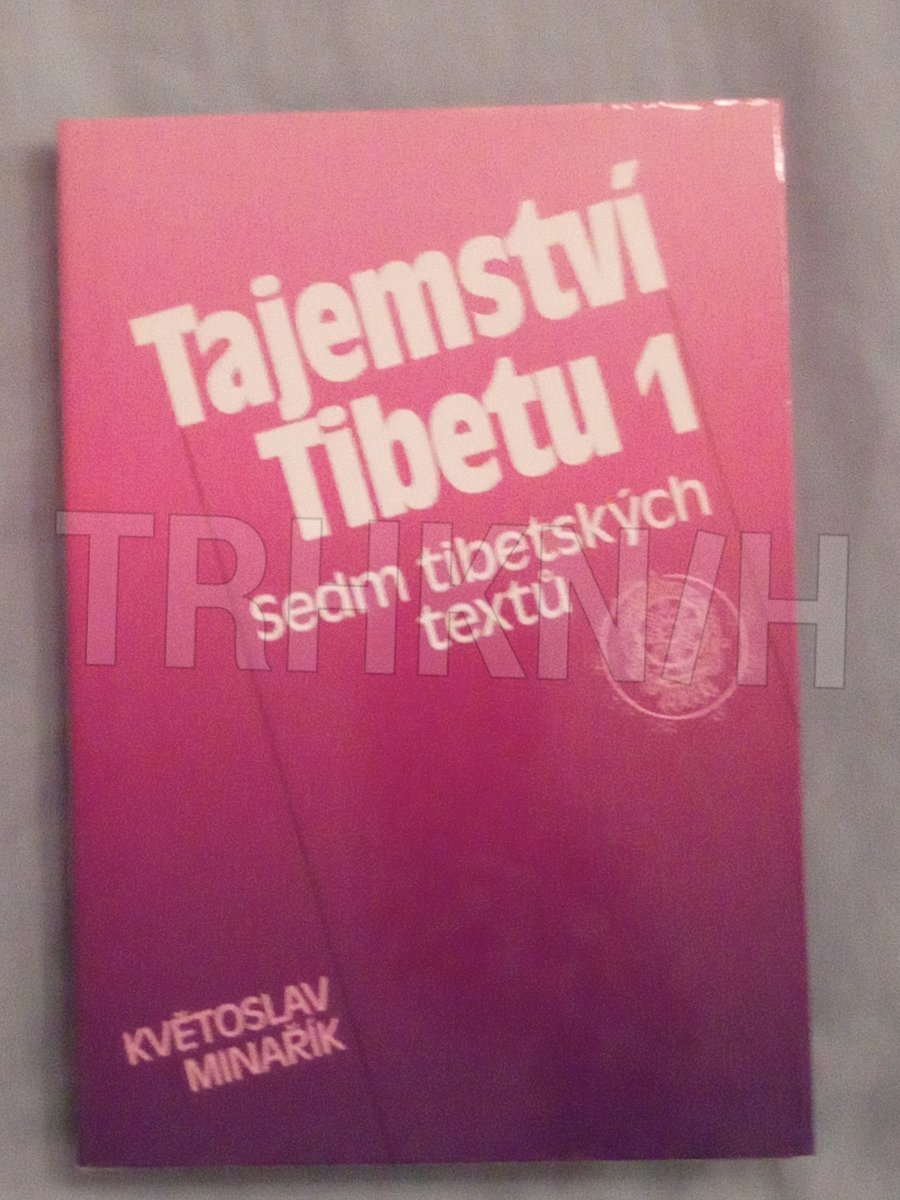 Tajemství
Tibetu 1
Sedm tibetských
textů
TRHKNIH
KVĚTOSLAV
MINAŘÍK